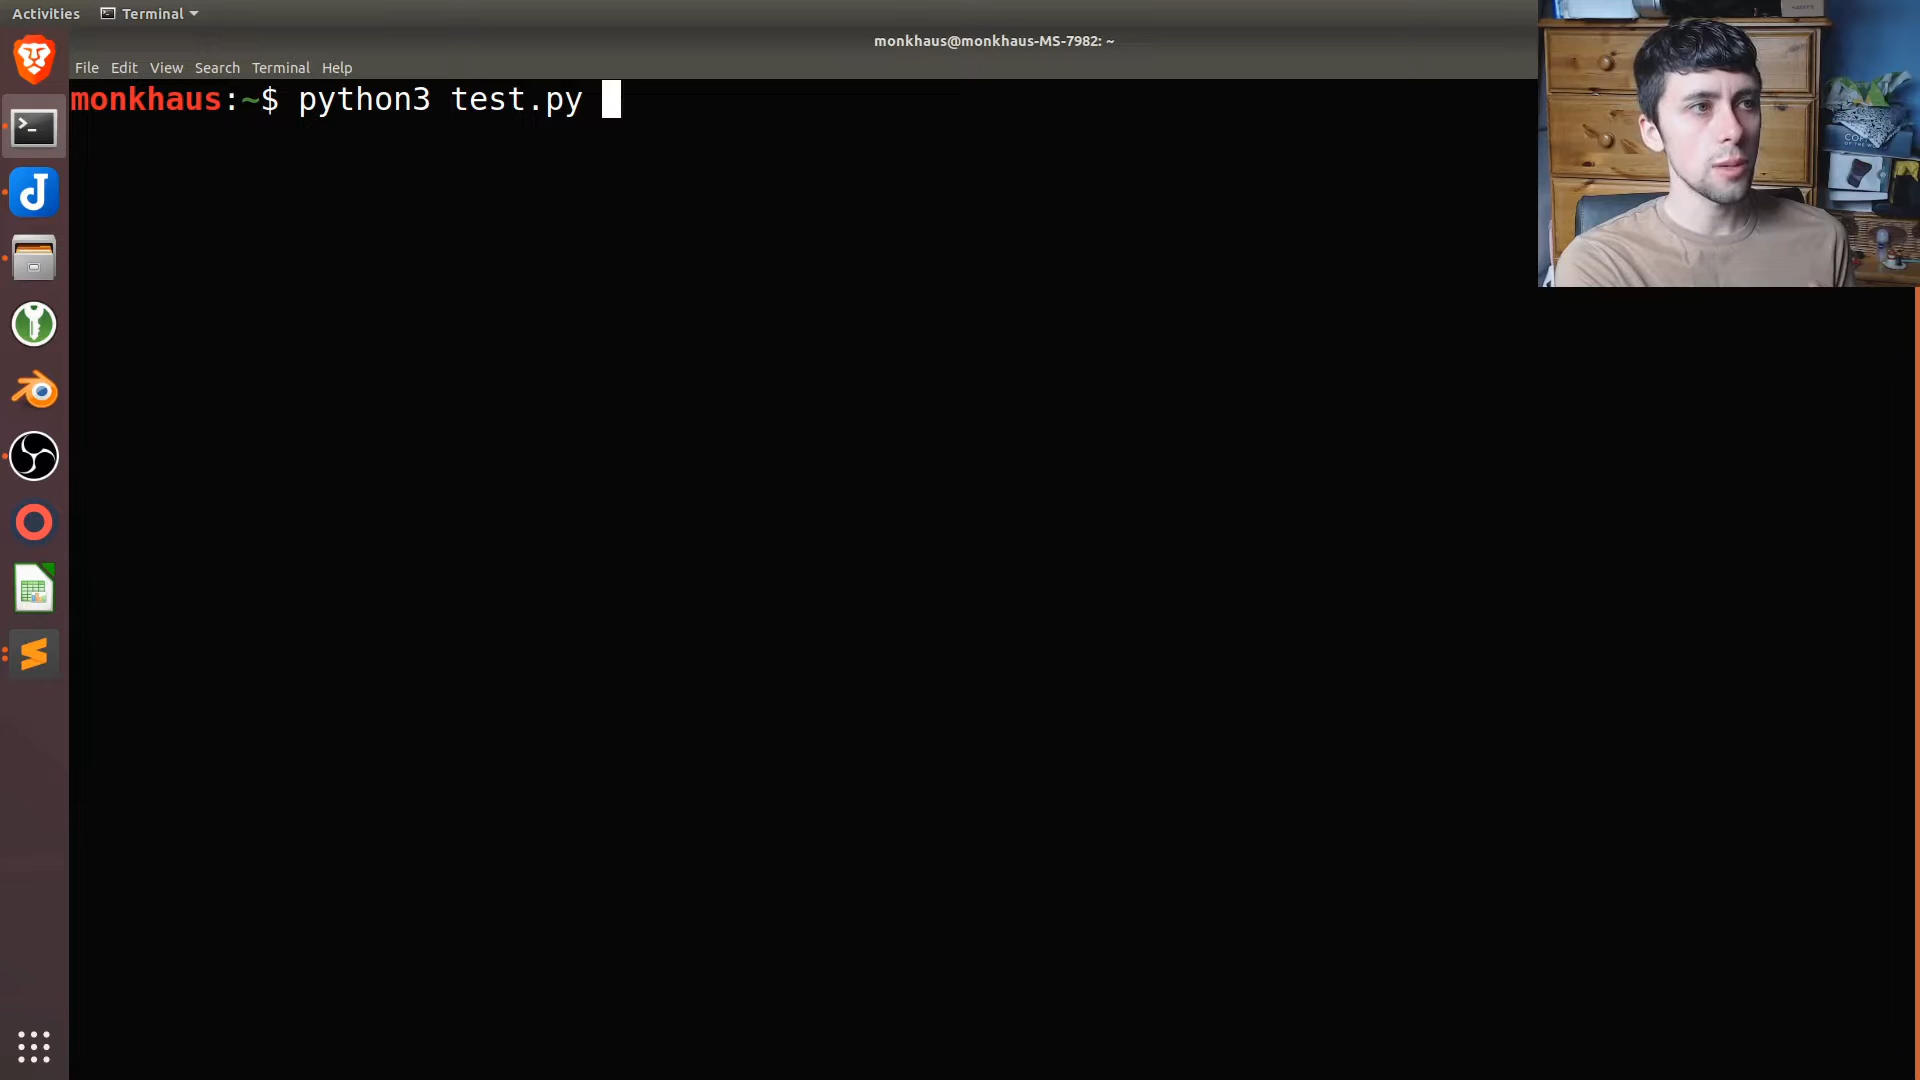 Activities Terminal
monkhaus@monkhaus-MS-7982: ~
File Edit View Search Terminal Help
monkhaus:~$ python3 test.py